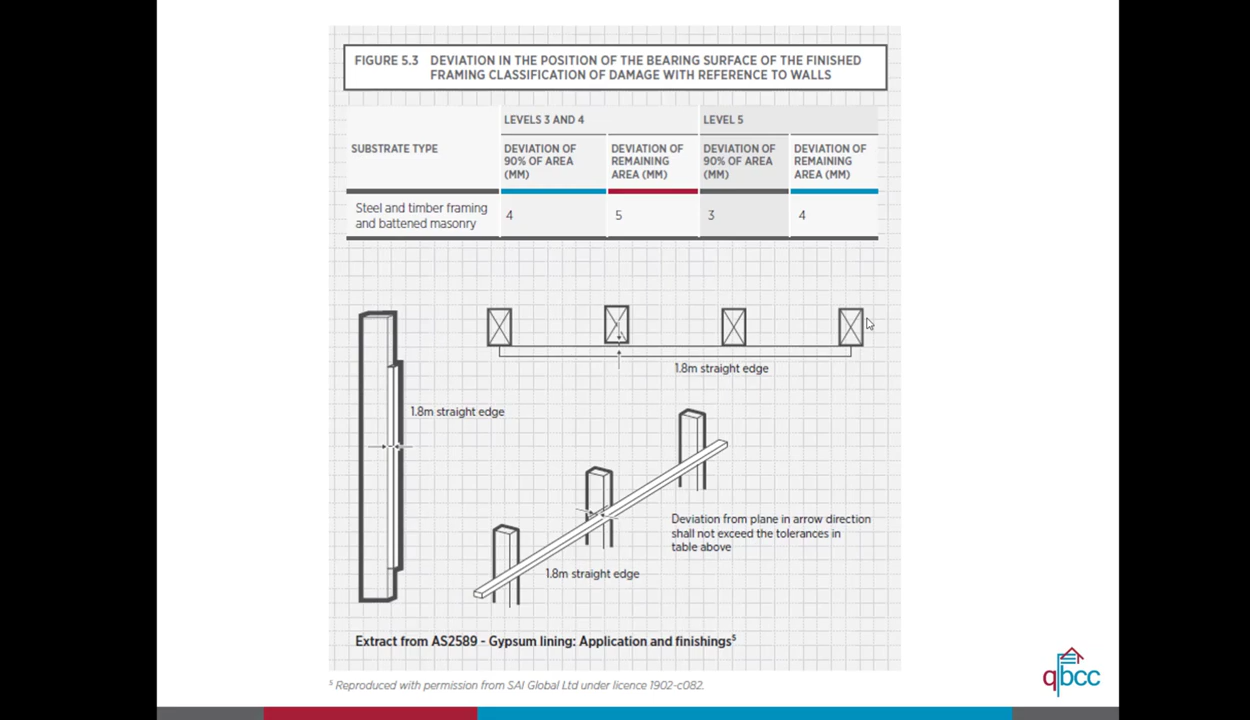 FIGURE 5.3 DEVIATION IN THE POSITION OF THE BEARING SURFACE OF THE FINISHED
FRAMING CLASSIFICATION OF DAMAGE WITH REFERENCE TO WALLS
LEVELS 3 AND 4
LEVEL 5
SUBSTRATE TYPE
DEVIATION OF
90% OF AREA
(MM)
DEVIATION OF
REMAINING
AREA (MM)
DEVIATION OF
90% OF AREA
(MM)
DEVIATION OF
REMAINING
AREA (MM)
Steel and timber framing
and battened masonry
4
5
3
4
1.8m straight edge
1.8m straight edge
Deviation from plane in arrow direction
shall not exceed the tolerances in
table above
1.8m straight edge
Extract from AS2589 - Gypsum lining: Application and finishings⁵
⁵ Reproduced with permission from SAI Global Ltd under licence 1902-c082.
qbcc